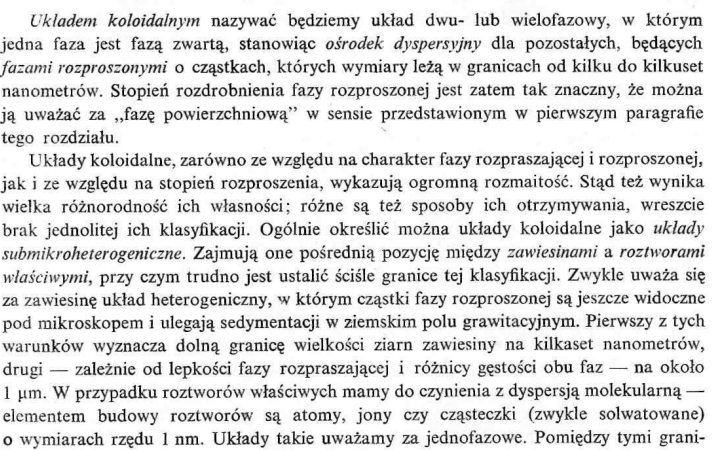 Układem koloidalnym nazywać będziemy układ dwu- lub wielofazowy, w którym
jedna faza jest fazą zwartą, stanowiąc ośrodek dyspersyjny dla pozostałych, będących
fazami rozproszonymi o cząstkach, których wymiary leżą w granicach od kilku do kilkuset
nanometrów. Stopień rozdrobnienia fazy rozproszonej jest zatem tak znaczny, że można
ją uważać za „fazę powierzchniową” w sensie przedstawionym w pierwszym paragrafie
tego rozdziału.
Układy koloidalne, zarówno ze względu na charakter fazy rozpraszającej i rozproszonej,
jak i ze względu na stopień rozproszenia, wykazują ogromną rozmaitość. Stąd też wynika
wielka różnorodność ich własności; różne są też sposoby ich otrzymywania, wreszcie
brak jednolitej ich klasyfikacji. Ogólnie określić można układy koloidalne jako układy
submikroheterogeniczne. Zajmują one pośrednią pozycję między zawiesinami a roztworami
właściwymi, przy czym trudno jest ustalić ściśle granice tej klasyfikacji. Zwykle uważa się
za zawiesinę układ heterogeniczny, w którym cząstki fazy rozproszonej są jeszcze widoczne
pod mikroskopem i ulegają sedymentacji w ziemskim polu grawitacyjnym. Pierwszy z tych
warunków wyznacza dolną granicę wielkości ziarn zawiesiny na kilkaset nanometrów,
drugi — zależnie od lepkości fazy rozpraszającej i różnicy gęstości obu faz — na około
1 μm. W przypadku roztworów właściwych mamy do czynienia z dyspersją molekularną —
elementem budowy roztworów są atomy, jony czy cząsteczki (zwykle solwatowane)
o wymiarach rzędu 1 nm. Układy takie uważamy za jednofazowe. Pomiędzy tymi grani-